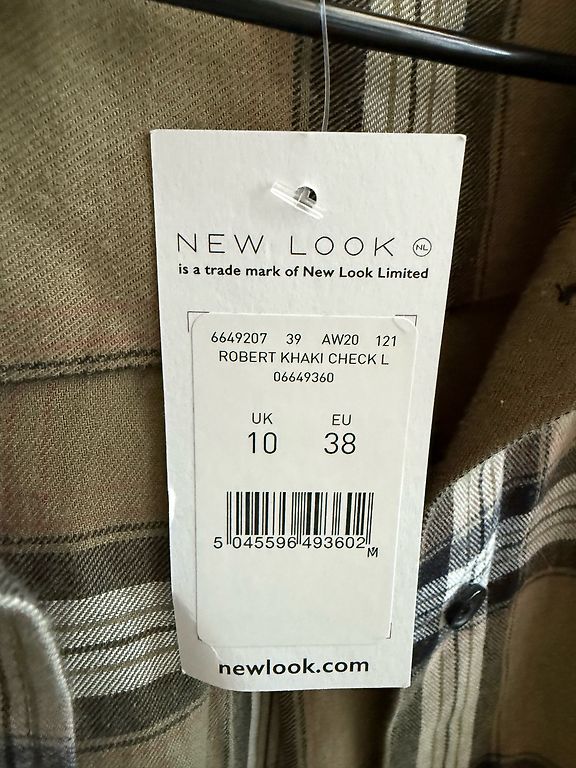 NEW LOOK NL
is a trade mark of New Look Limited
6649207 39 AW20 121
ROBERT KHAKI CHECK L
06649360
UK EU
10 38
5 045596 493602 M
newlook.com